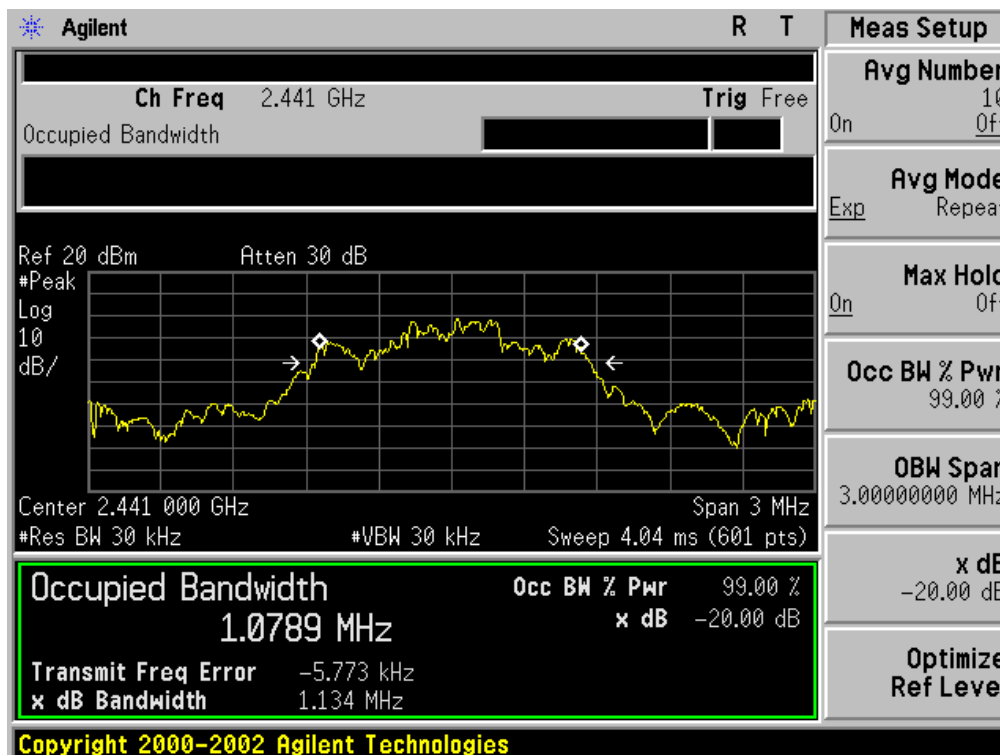 Agilent R T
Ch Freq 2.441 GHz Trig Free
Occupied Bandwidth
Ref 20 dBm Atten 30 dB
#Peak
Log
10
dB/
Center 2.441 000 GHz Span 3 MHz
#Res BW 30 kHz #VBW 30 kHz Sweep 4.04 ms (601 pts)
Occupied Bandwidth
1.0789 MHz
Occ BW % Pwr 99.00 %
x dB -20.00 dB
Transmit Freq Error -5.773 kHz
x dB Bandwidth 1.134 MHz
Copyright 2000-2002 Agilent Technologies
Meas Setup
Avg Number
10
On Off
Avg Mode
Exp Repeat
Max Hold
On Off
Occ BW % Pwr
99.00 %
OBW Span
3.00000000 MHz
x dB
-20.00 dB
Optimize
Ref Level